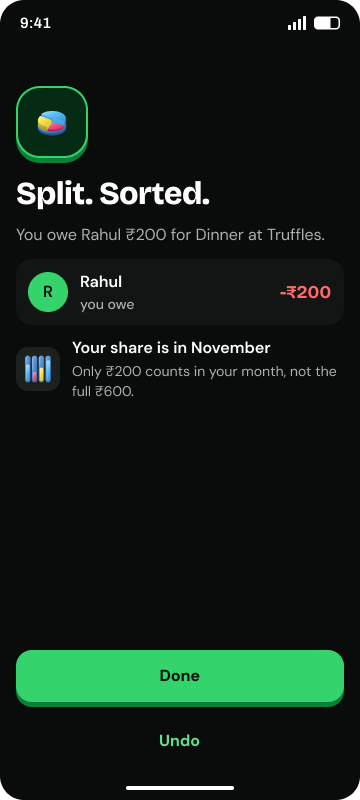 9:41
Split. Sorted.
You owe Rahul ₹200 for Dinner at Truffles.
R
Rahul
you owe
-₹200
Your share is in November
Only ₹200 counts in your month, not the
full ₹600.
Done
Undo